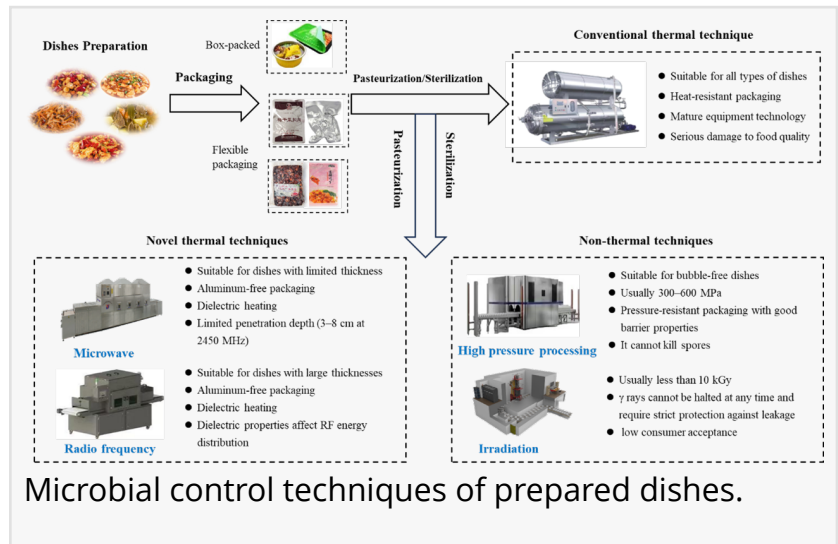 Dishes Preparation
Packaging
Box-packed
Flexible
packaging
Pasteurization/Sterilization
Pasteurization
Sterilization
Conventional thermal technique
● Suitable for all types of dishes
● Heat-resistant packaging
● Mature equipment technology
● Serious damage to food quality
Novel thermal techniques
● Suitable for dishes with limited thickness
● Aluminum-free packaging
● Dielectric heating
● Limited penetration depth (3–8 cm at
2450 MHz)
Microwave
● Suitable for dishes with large thicknesses
● Aluminum-free packaging
● Dielectric heating
● Dielectric properties affect RF energy
distribution
Radio frequency
Non-thermal techniques
● Suitable for bubble-free dishes
● Usually 300–600 MPa
● Pressure-resistant packaging with good
barrier properties
● It cannot kill spores
High pressure processing
● Usually less than 10 kGy
● γ rays cannot be halted at any time and
require strict protection against leakage
● low consumer acceptance
Irradiation
Microbial control techniques of prepared dishes.